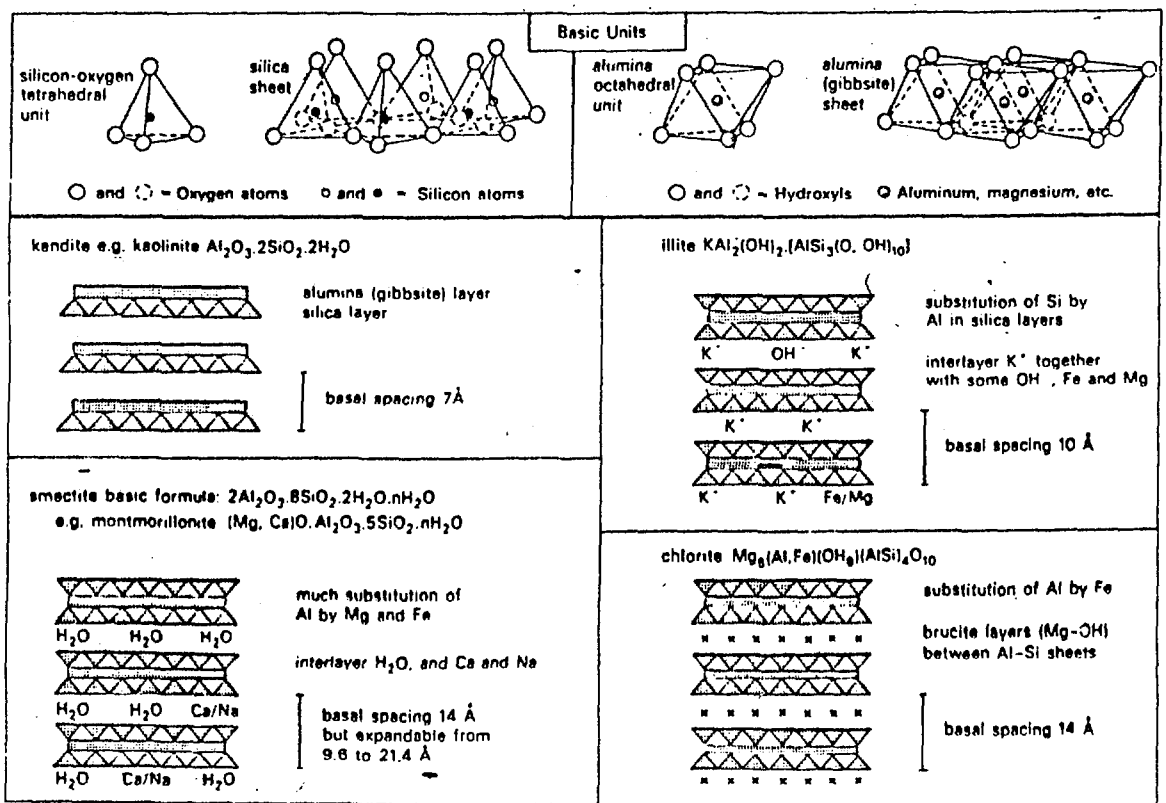 Basic Units
silicon-oxygen
tetrahedral
unit
silica
sheet
alumina
octahedral
unit
alumina
(gibbsite)
sheet
○ and ◌ – Oxygen atoms   ○ and ● – Silicon atoms
○ and ◌ – Hydroxyls   Aluminum, magnesium, etc.
kandite e.g. kaolinite Al₂O₃.2SiO₂.2H₂O
alumina (gibbsite) layer
silica layer
basal spacing 7Å
smectite basic formula: 2Al₂O₃.8SiO₂.2H₂O.nH₂O
e.g. montmorillonite (Mg, Ca)O.Al₂O₃.5SiO₂.nH₂O
much substitution of
Al by Mg and Fe
H₂O H₂O H₂O
interlayer H₂O, and Ca and Na
H₂O H₂O Ca/Na
basal spacing 14 Å
but expandable from
9.6 to 21.4 Å
H₂O Ca/Na H₂O
illite KAl₂(OH)₂.[AlSi₃(O, OH)₁₀]
substitution of Si by
Al in silica layers
K⁺ OH⁻ K⁺
interlayer K⁺ together
with some OH⁻, Fe and Mg
K⁺ K⁺
basal spacing 10 Å
K⁺ K⁺ Fe/Mg
chlorite Mg₅(Al,Fe)(OH₈)(AlSi)₄O₁₀
substitution of Al by Fe
brucite layers (Mg-OH)
between Al-Si sheets
basal spacing 14 Å